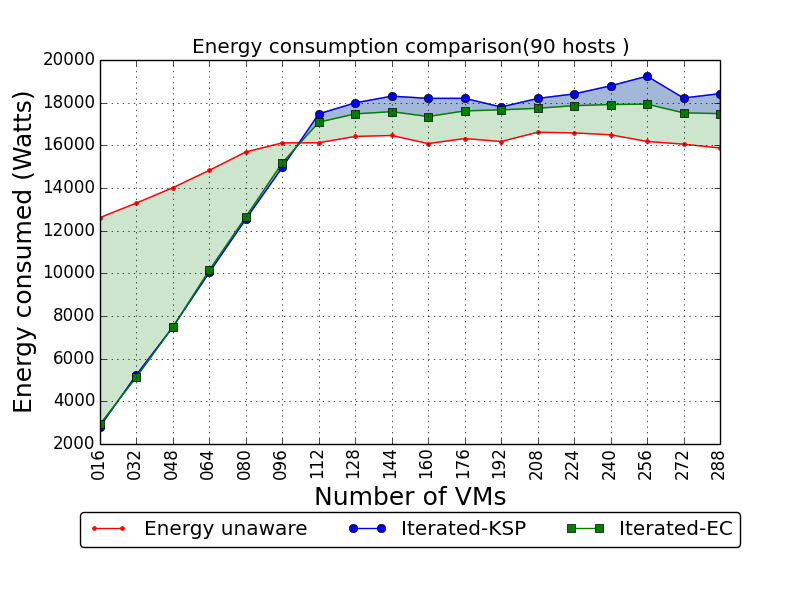 Energy consumption comparison(90 hosts )
Energy consumed (Watts)
20000
18000
16000
14000
12000
10000
8000
6000
4000
2000
016 032 048 064 080 096 112 128 144 160 176 192 208 224 240 256 272 288
Number of VMs
Energy unaware Iterated-KSP Iterated-EC